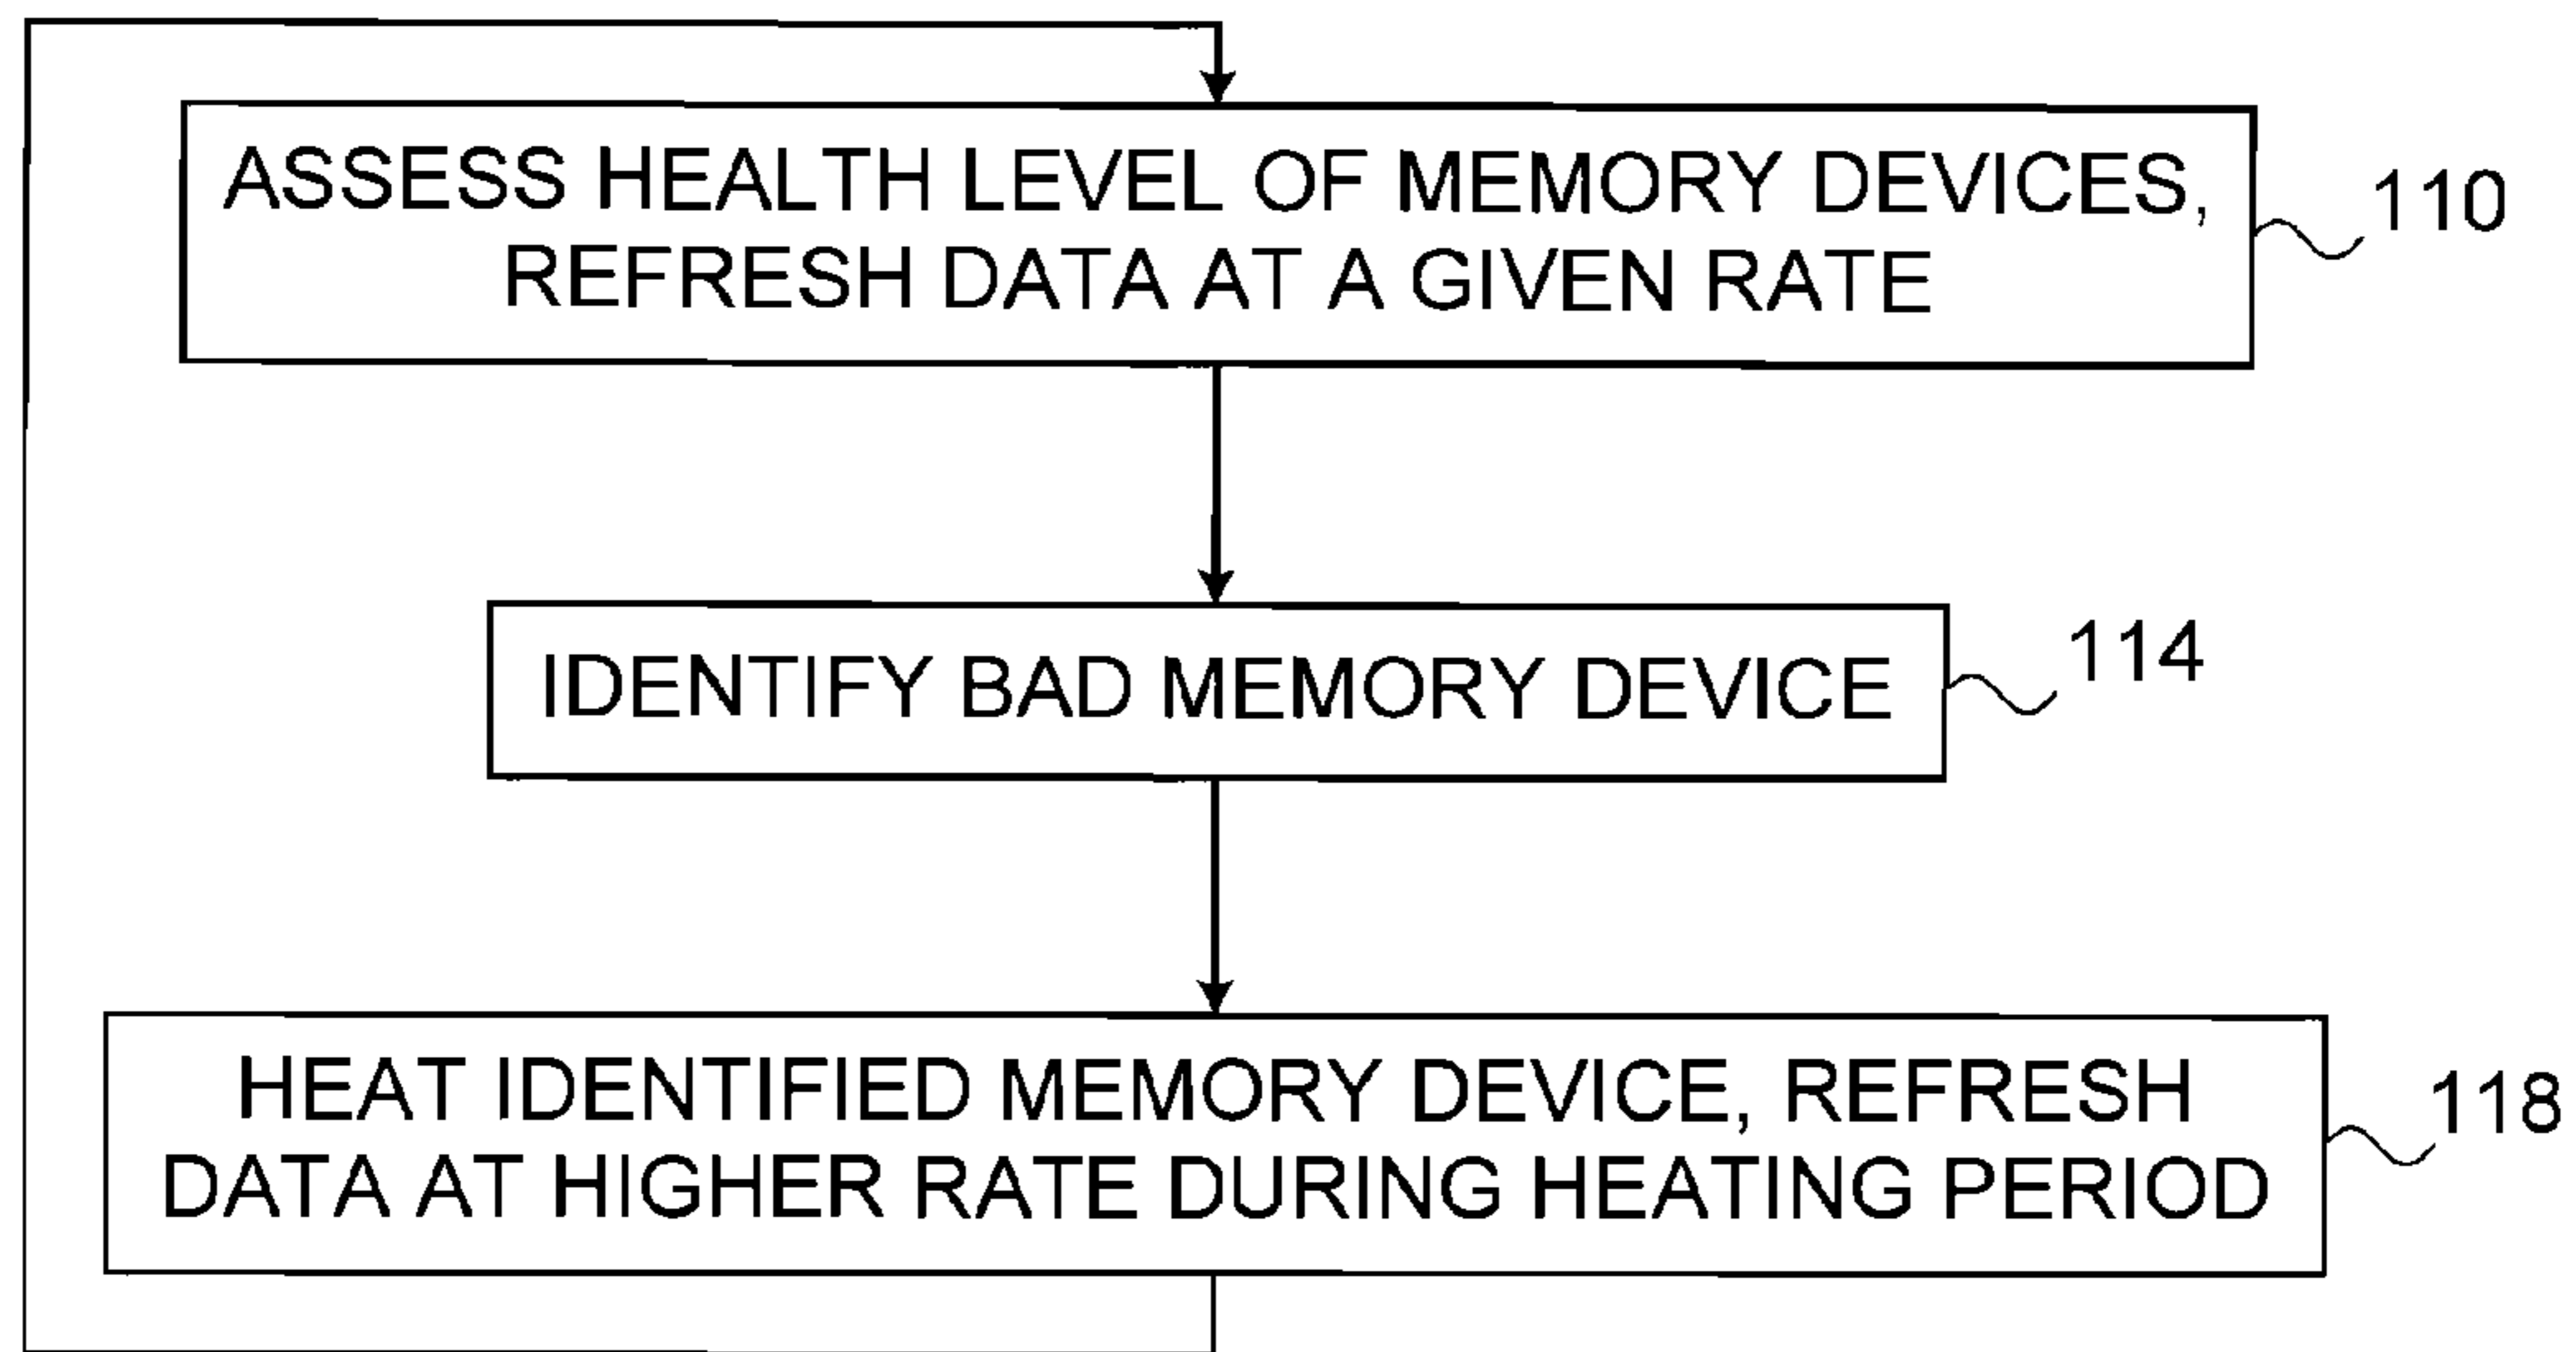 ASSESS HEALTH LEVEL OF MEMORY DEVICES,
REFRESH DATA AT A GIVEN RATE
110
IDENTIFY BAD MEMORY DEVICE
114
HEAT IDENTIFIED MEMORY DEVICE, REFRESH
DATA AT HIGHER RATE DURING HEATING PERIOD
118